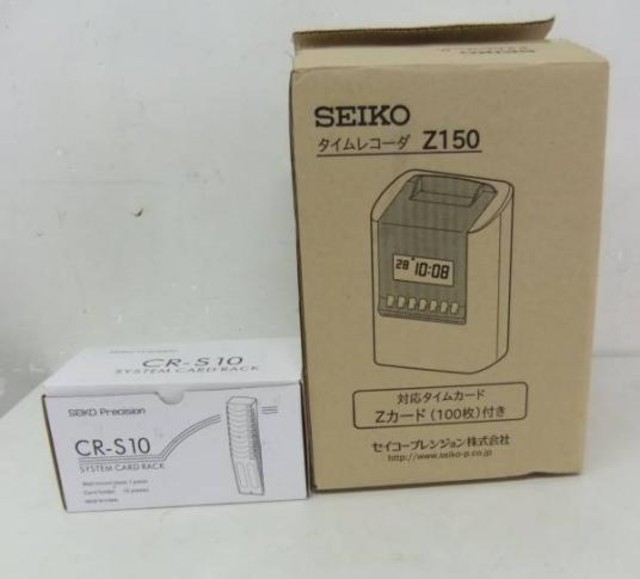 SEIKO
タイムレコーダ Z150
28 10:08
対応タイムカード
Zカード(100枚)付き
セイコープレシジョン株式会社
http://www.seiko-p.co.jp
CR-S10
SYSTEM CARD RACK
SEIKO Precision
CR-S10
SYSTEM CARD RACK